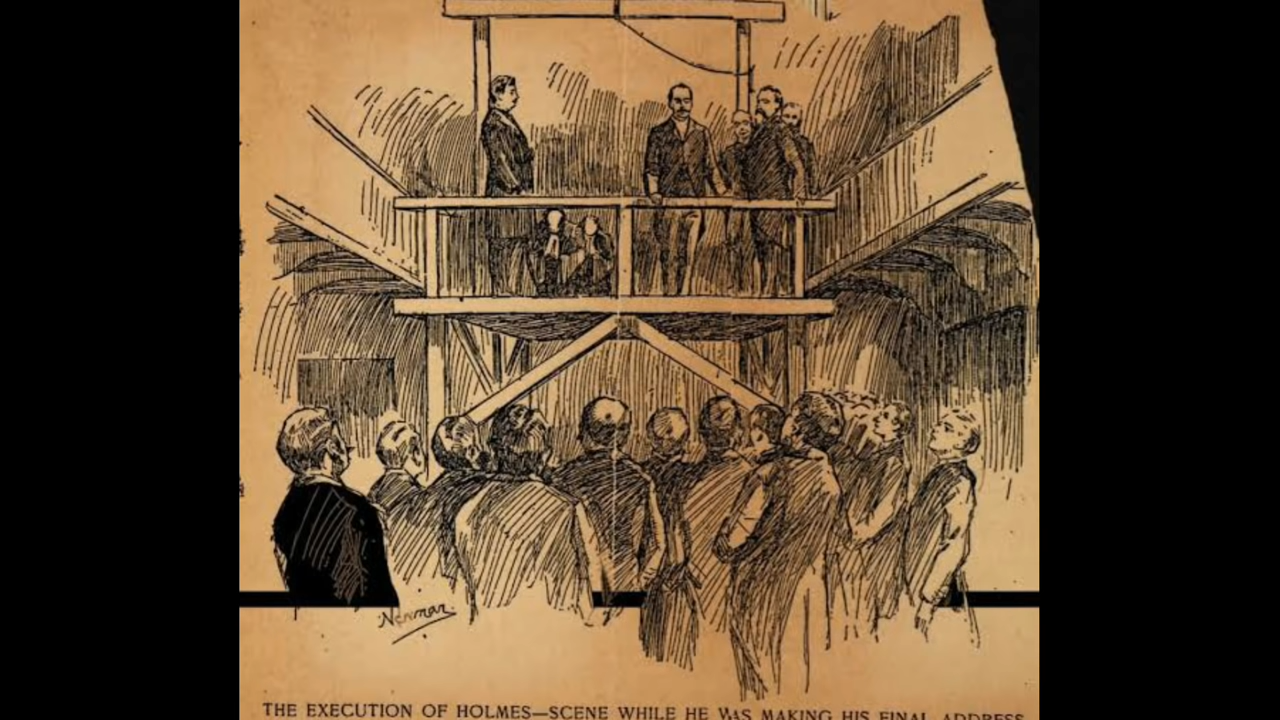 Newman
THE EXECUTION OF HOLMES—SCENE WHILE HE WAS MAKING HIS FINAL ADDRESS